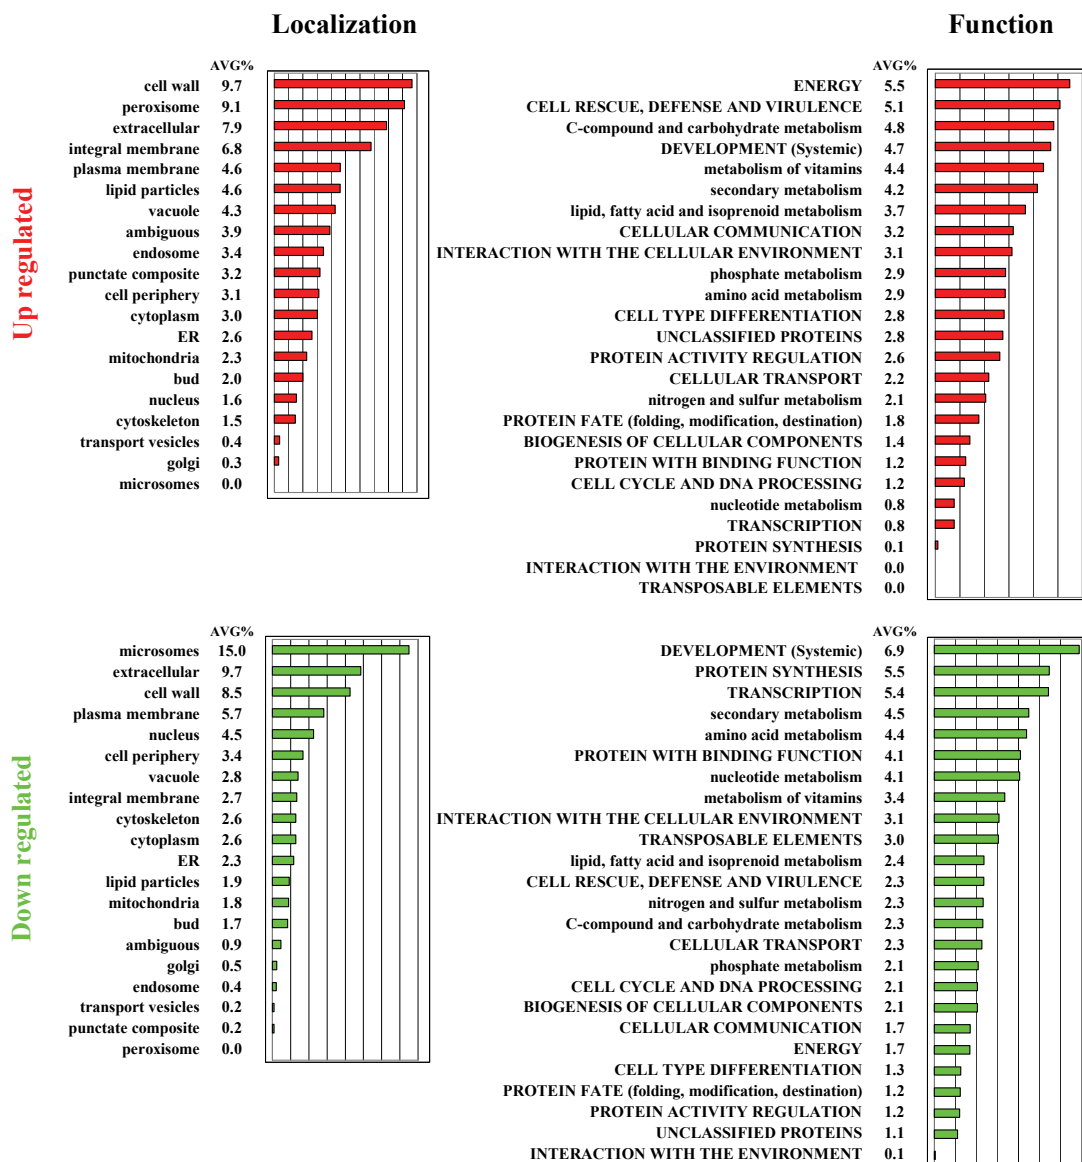 Localization
Function
Up regulated
AVG%
cell wall 9.7
peroxisome 9.1
extracellular 7.9
integral membrane 6.8
plasma membrane 4.6
lipid particles 4.6
vacuole 4.3
ambiguous 3.9
endosome 3.4
punctate composite 3.2
cell periphery 3.1
cytoplasm 3.0
ER 2.6
mitochondria 2.3
bud 2.0
nucleus 1.6
cytoskeleton 1.5
transport vesicles 0.4
golgi 0.3
microsomes 0.0
AVG%
ENERGY 5.5
CELL RESCUE, DEFENSE AND VIRULENCE 5.1
C-compound and carbohydrate metabolism 4.8
DEVELOPMENT (Systemic) 4.7
metabolism of vitamins 4.4
secondary metabolism 4.2
lipid, fatty acid and isoprenoid metabolism 3.7
CELLULAR COMMUNICATION 3.2
INTERACTION WITH THE CELLULAR ENVIRONMENT 3.1
phosphate metabolism 2.9
amino acid metabolism 2.9
CELL TYPE DIFFERENTIATION 2.8
UNCLASSIFIED PROTEINS 2.8
PROTEIN ACTIVITY REGULATION 2.6
CELLULAR TRANSPORT 2.2
nitrogen and sulfur metabolism 2.1
PROTEIN FATE (folding, modification, destination) 1.8
BIOGENESIS OF CELLULAR COMPONENTS 1.4
PROTEIN WITH BINDING FUNCTION 1.2
CELL CYCLE AND DNA PROCESSING 1.2
nucleotide metabolism 0.8
TRANSCRIPTION 0.8
PROTEIN SYNTHESIS 0.1
INTERACTION WITH THE ENVIRONMENT 0.0
TRANSPOSABLE ELEMENTS 0.0
Down regulated
AVG%
microsomes 15.0
extracellular 9.7
cell wall 8.5
plasma membrane 5.7
nucleus 4.5
cell periphery 3.4
vacuole 2.8
integral membrane 2.7
cytoskeleton 2.6
cytoplasm 2.6
ER 2.3
lipid particles 1.9
mitochondria 1.8
bud 1.7
ambiguous 0.9
golgi 0.5
endosome 0.4
transport vesicles 0.2
punctate composite 0.2
peroxisome 0.0
AVG%
DEVELOPMENT (Systemic) 6.9
PROTEIN SYNTHESIS 5.5
TRANSCRIPTION 5.4
secondary metabolism 4.5
amino acid metabolism 4.4
PROTEIN WITH BINDING FUNCTION 4.1
nucleotide metabolism 4.1
metabolism of vitamins 3.4
INTERACTION WITH THE CELLULAR ENVIRONMENT 3.1
TRANSPOSABLE ELEMENTS 3.0
lipid, fatty acid and isoprenoid metabolism 2.4
CELL RESCUE, DEFENSE AND VIRULENCE 2.3
nitrogen and sulfur metabolism 2.3
C-compound and carbohydrate metabolism 2.3
CELLULAR TRANSPORT 2.3
phosphate metabolism 2.1
CELL CYCLE AND DNA PROCESSING 2.1
BIOGENESIS OF CELLULAR COMPONENTS 2.1
CELLULAR COMMUNICATION 1.7
ENERGY 1.7
CELL TYPE DIFFERENTIATION 1.3
PROTEIN FATE (folding, modification, destination) 1.2
PROTEIN ACTIVITY REGULATION 1.2
UNCLASSIFIED PROTEINS 1.1
INTERACTION WITH THE ENVIRONMENT 0.1